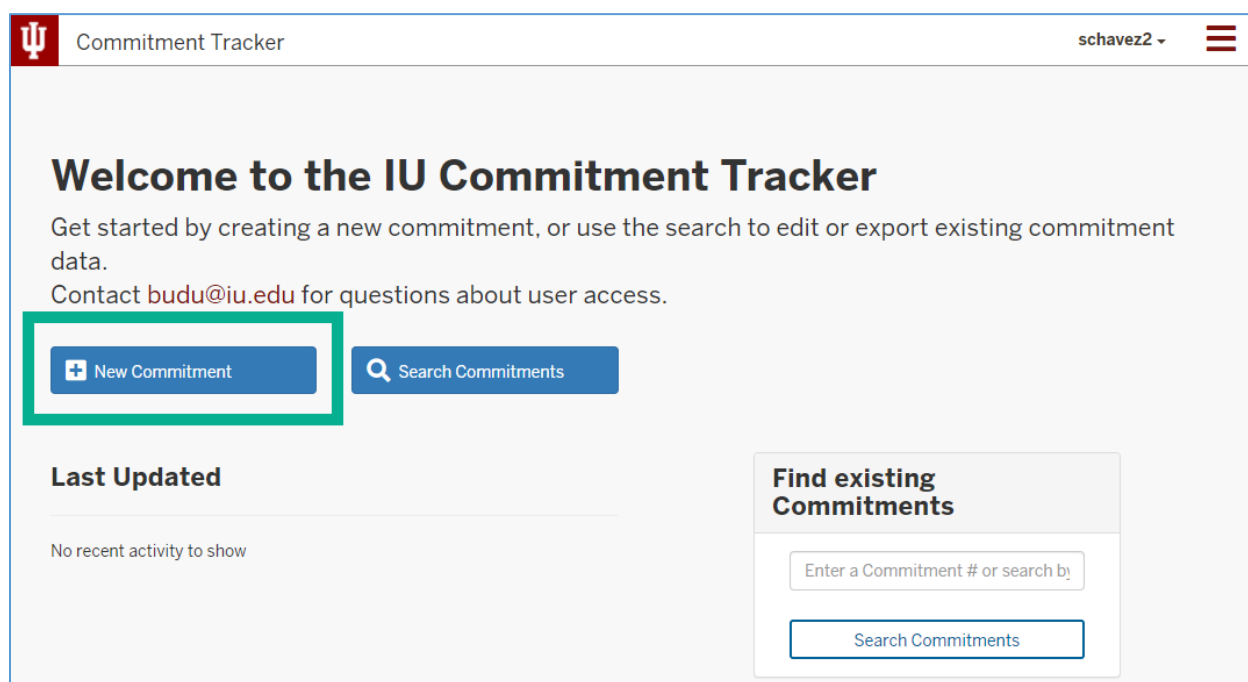 Commitment Tracker
schavez2
Welcome to the IU Commitment Tracker
Get started by creating a new commitment, or use the search to edit or export existing commitment
data.
Contact budu@iu.edu for questions about user access.
New Commitment
Search Commitments
Last Updated
No recent activity to show
Find existing
Commitments
Enter a Commitment # or search by
Search Commitments